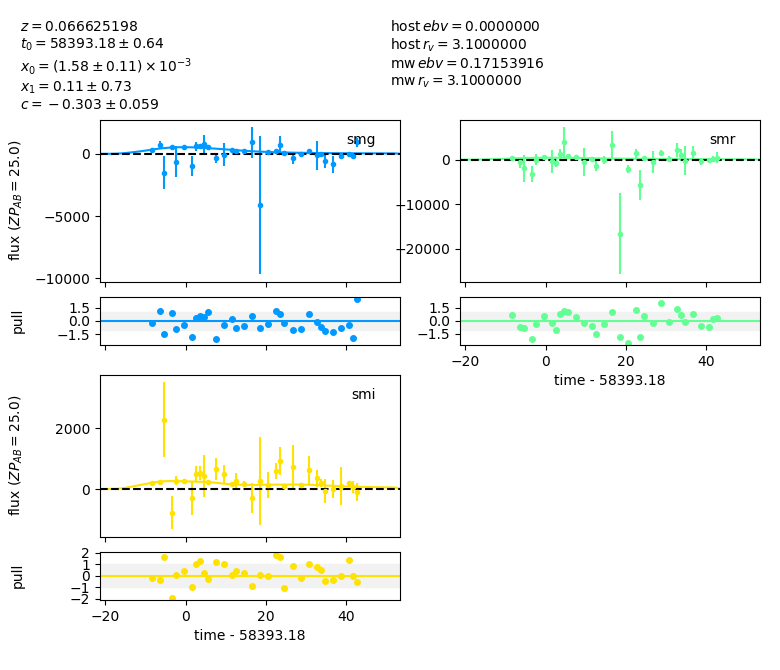 z = 0.066625198
t₀ = 58393.18 ± 0.64
x₀ = (1.58 ± 0.11) × 10⁻³
x₁ = 0.11 ± 0.73
c = −0.303 ± 0.059
host ebv = 0.0000000
host r_v = 3.1000000
mw ebv = 0.17153916
mw r_v = 3.1000000
smg
flux (ZP_AB = 25.0)
0
−5000
−10000
pull
1.5
0.0
−1.5
smr
0
−10000
−20000
1.5
0.0
−1.5
−20 0 20 40
time - 58393.18
smi
flux (ZP_AB = 25.0)
2000
0
pull
2
1
0
−1
−2
−20 0 20 40
time - 58393.18